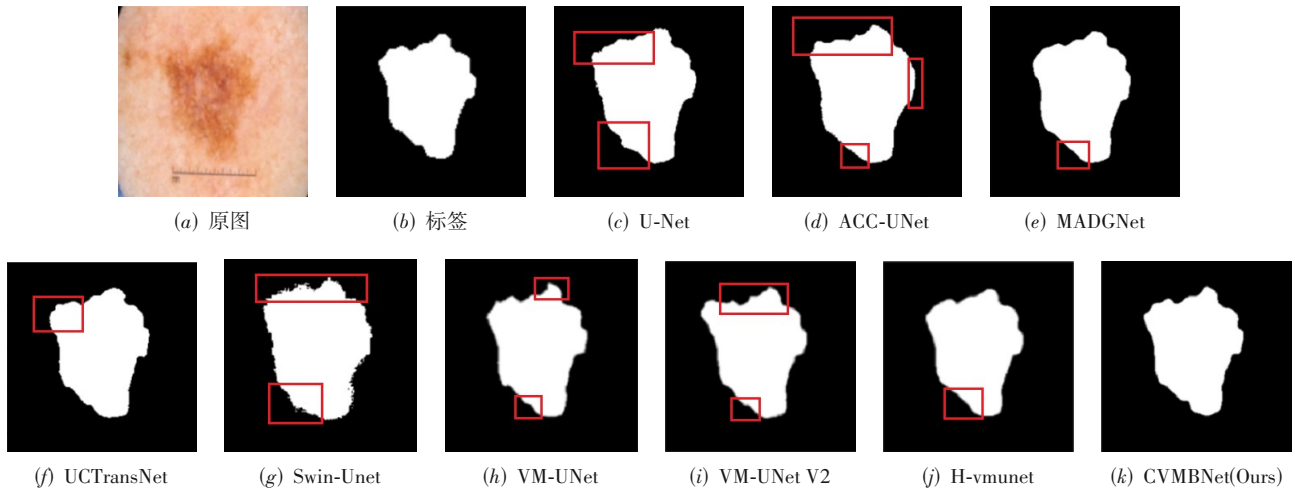 (a) 原图
(b) 标签
(c) U-Net
(d) ACC-UNet
(e) MADGNet
(f) UCTransNet
(g) Swin-Unet
(h) VM-UNet
(i) VM-UNet V2
(j) H-vmunet
(k) CVMBNet(Ours)